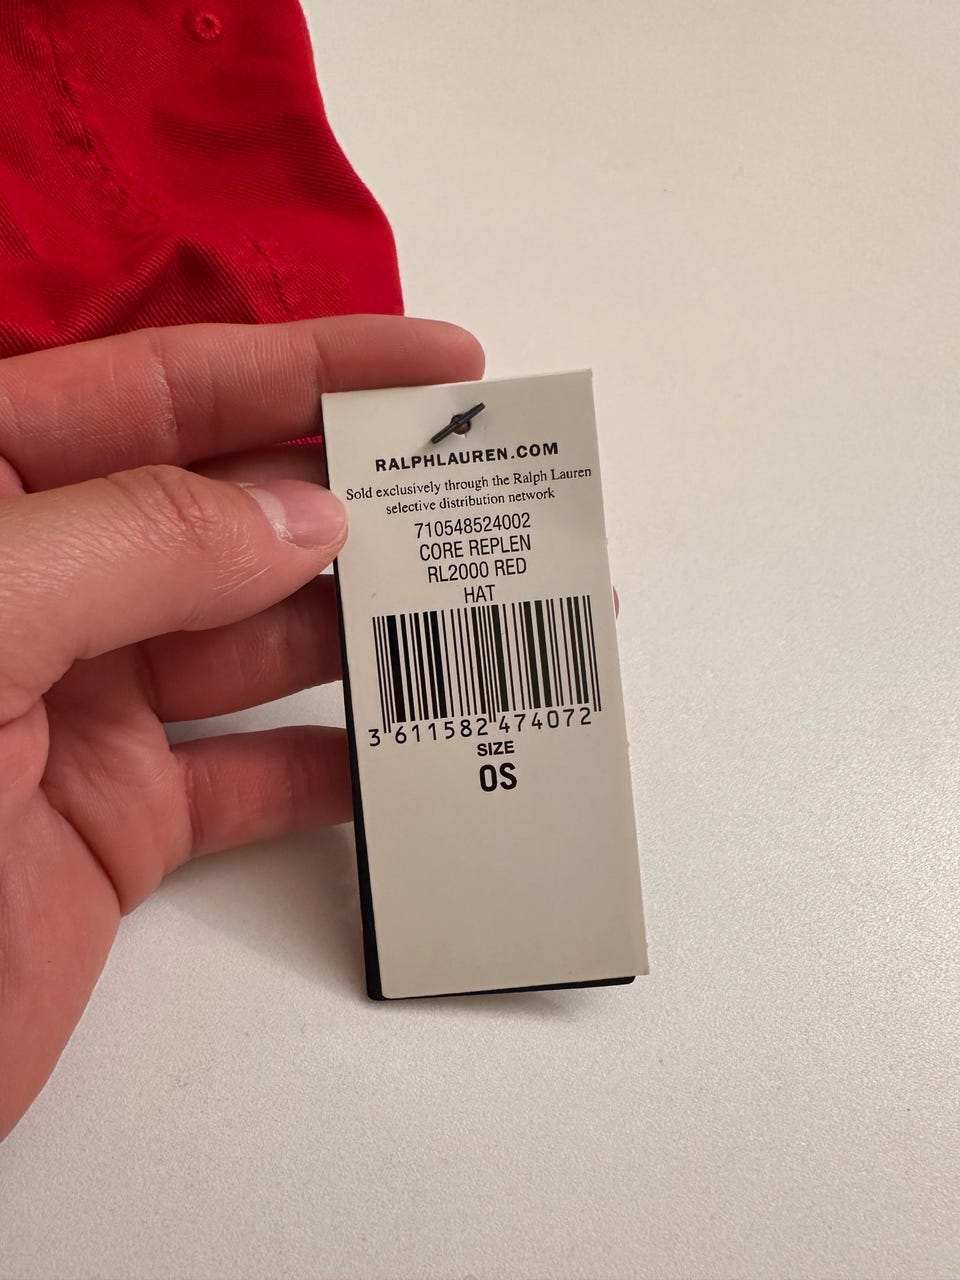 RALPHLAUREN.COM
Sold exclusively through the Ralph Lauren
selective distribution network
710548524002
CORE REPLEN
RL2000 RED
HAT
3 611582 474072
SIZE
OS